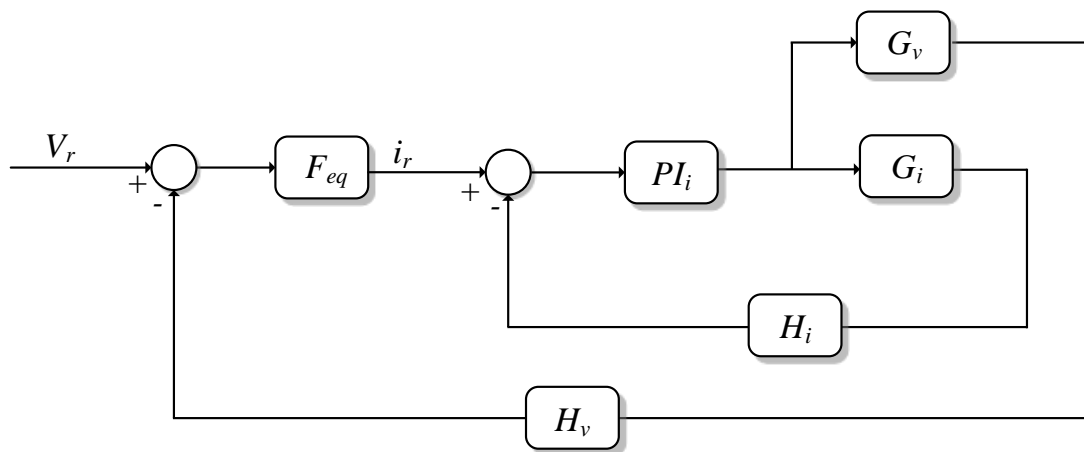 G_v
V_r
+
-
F_eq
i_r
+
-
PI_i
G_i
H_i
H_v